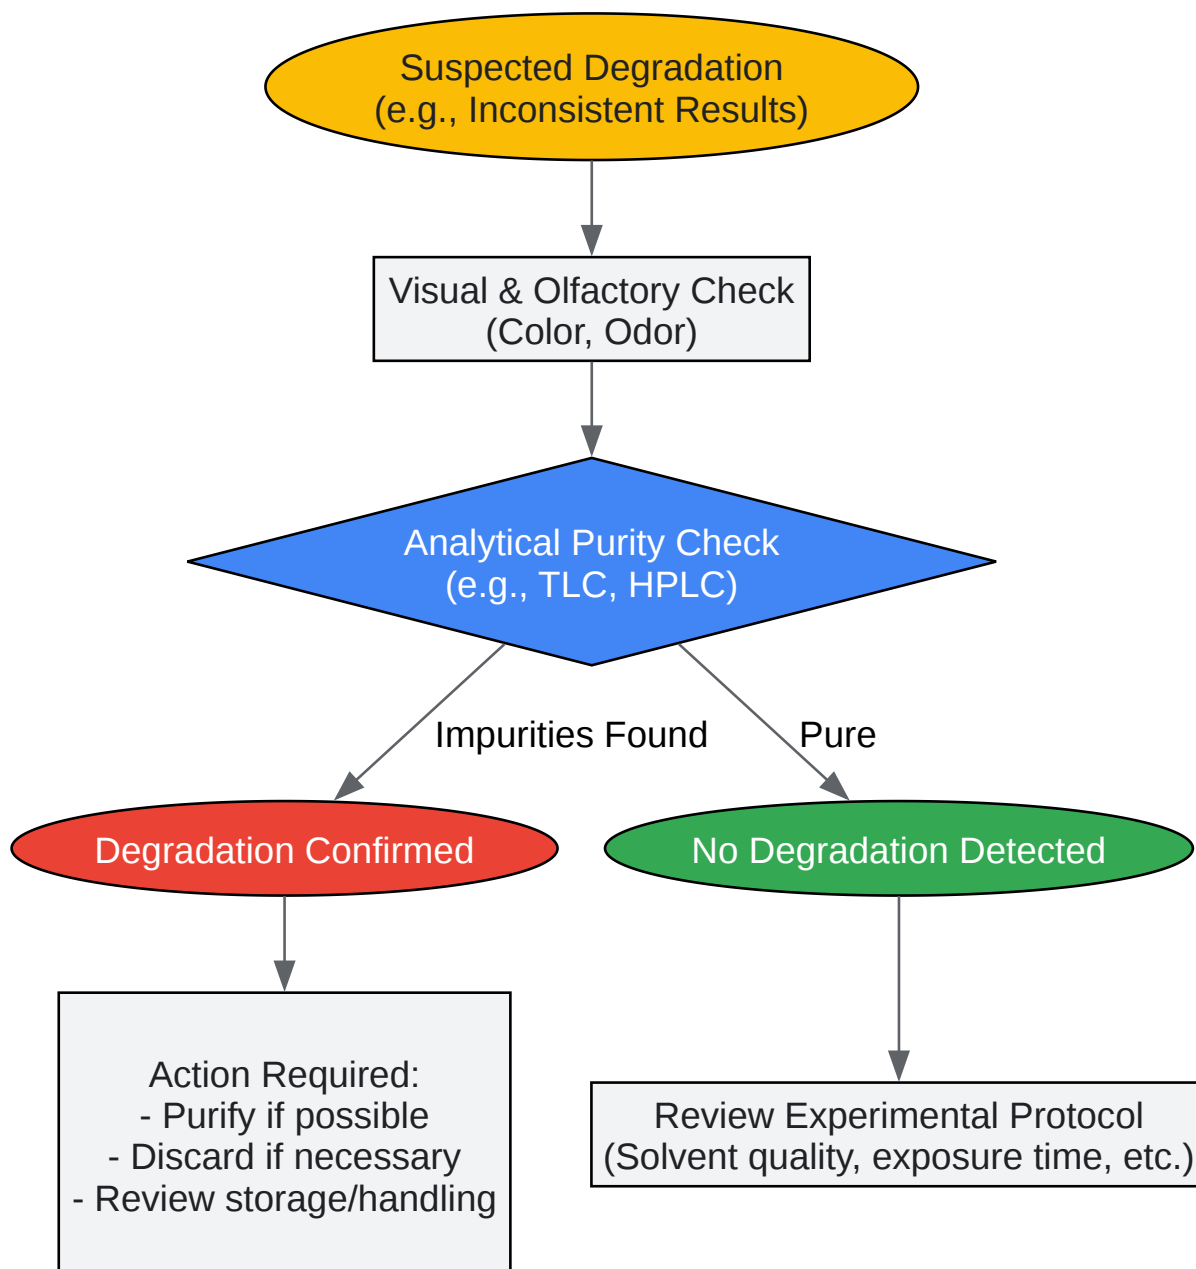 Suspected Degradation
(e.g., Inconsistent Results)
Visual & Olfactory Check
(Color, Odor)
Analytical Purity Check
(e.g., TLC, HPLC)
Impurities Found
Pure
Degradation Confirmed
No Degradation Detected
Action Required:
- Purify if possible
- Discard if necessary
- Review storage/handling
Review Experimental Protocol
(Solvent quality, exposure time, etc.)